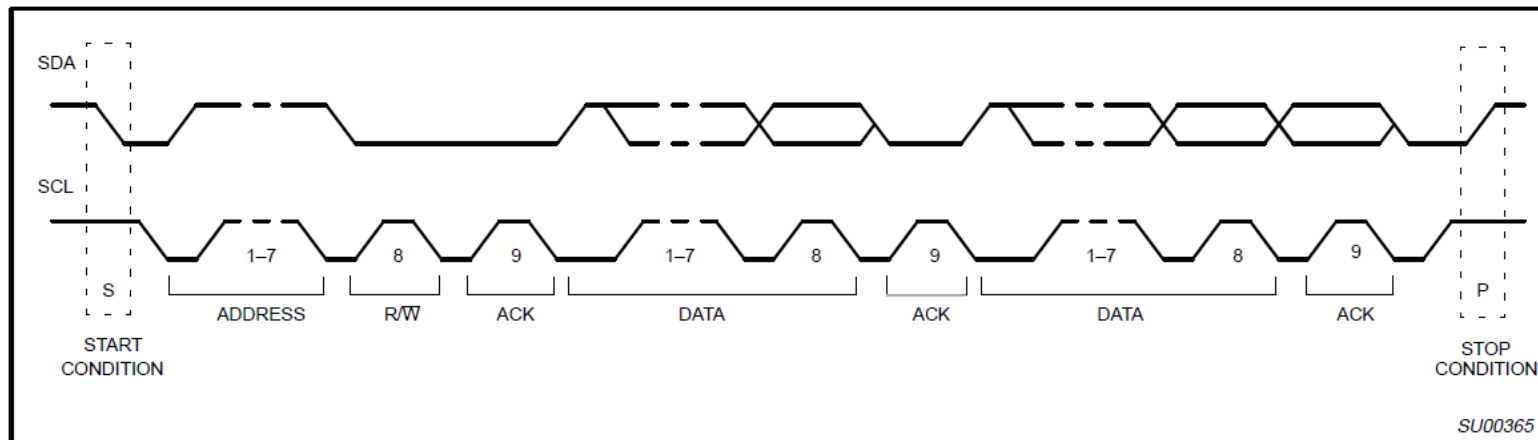 SDA
SCL
1–7 8 9 1–7 8 9 1–7 8 9
S P
ADDRESS R/W̅ ACK DATA ACK DATA ACK
START CONDITION
STOP CONDITION
SU00365